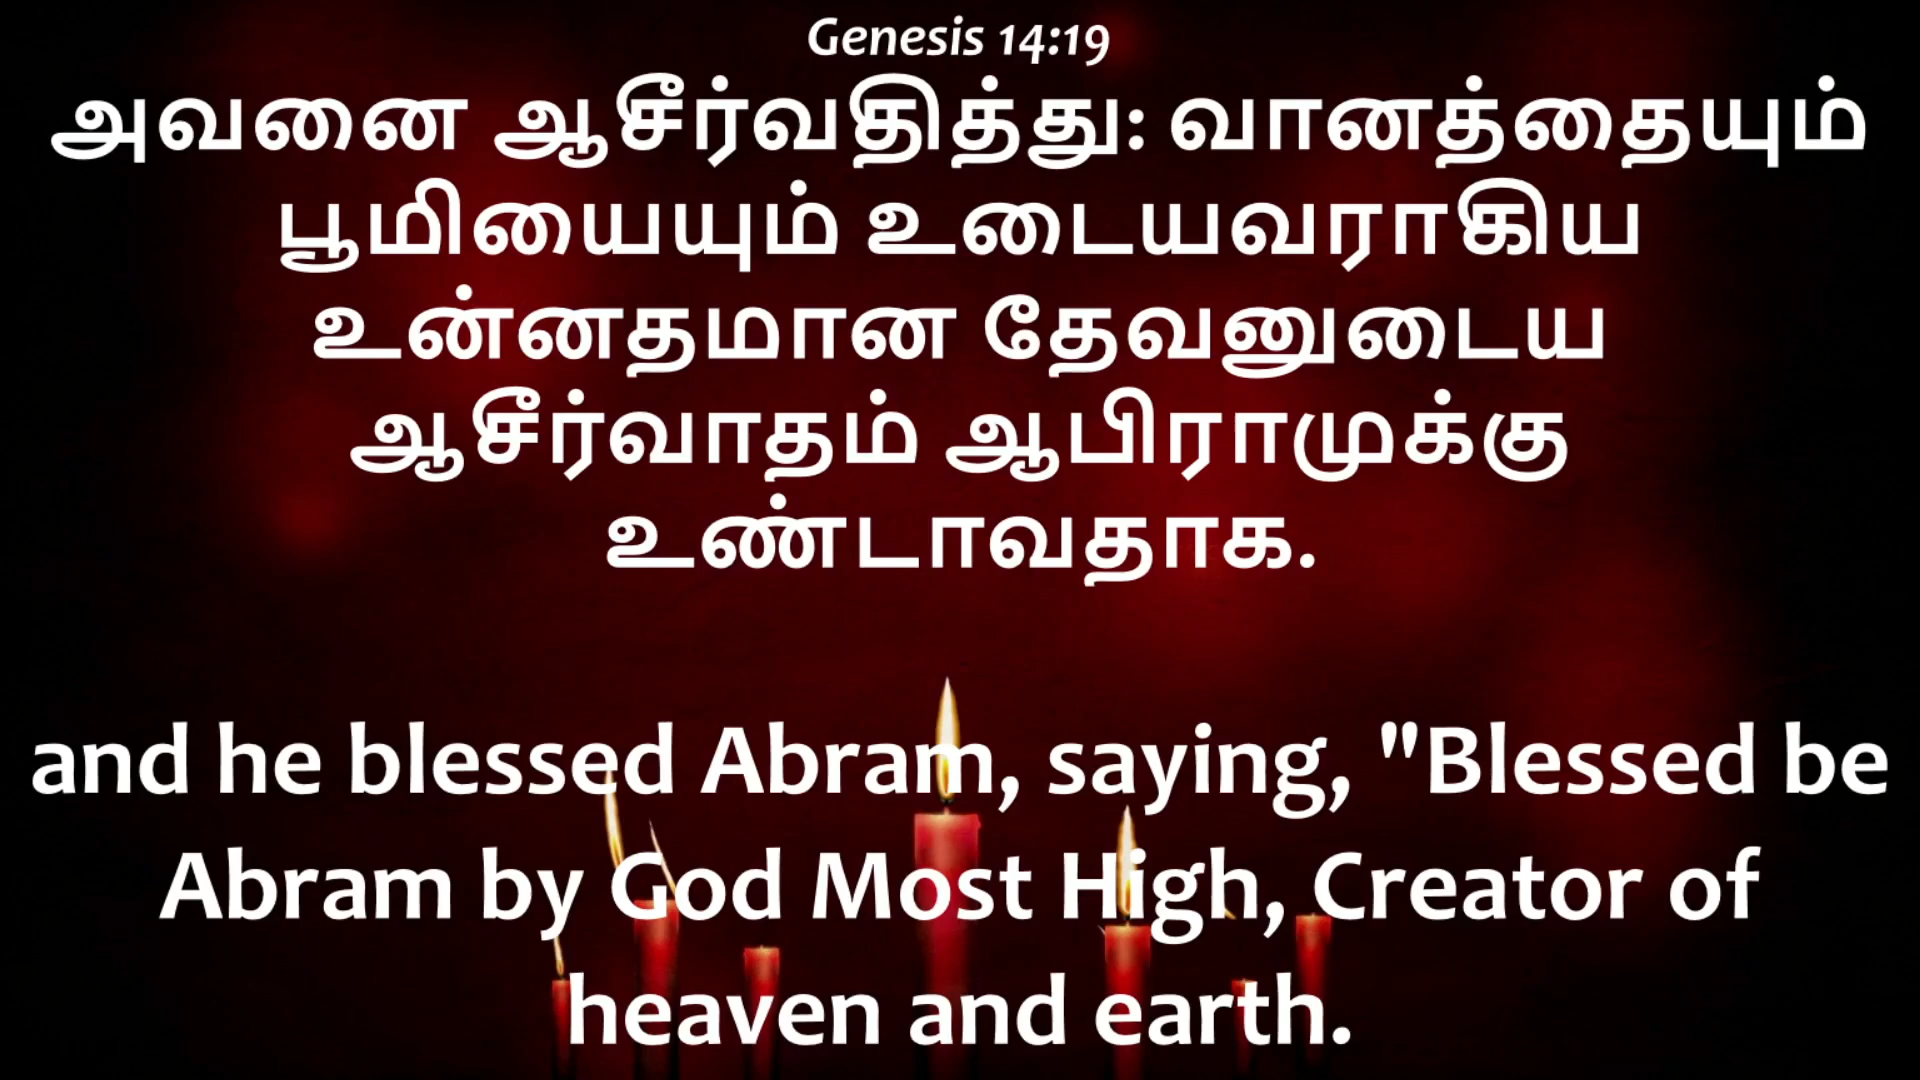 Genesis 14:19
அவனை ஆசீர்வதித்து: வானத்தையும்
பூமியையும் உடையவராகிய
உன்னதமான தேவனுடைய
ஆசீர்வாதம் ஆபிராமுக்கு
உண்டாவதாக.
and he blessed Abram, saying, "Blessed be
Abram by God Most High, Creator of
heaven and earth.